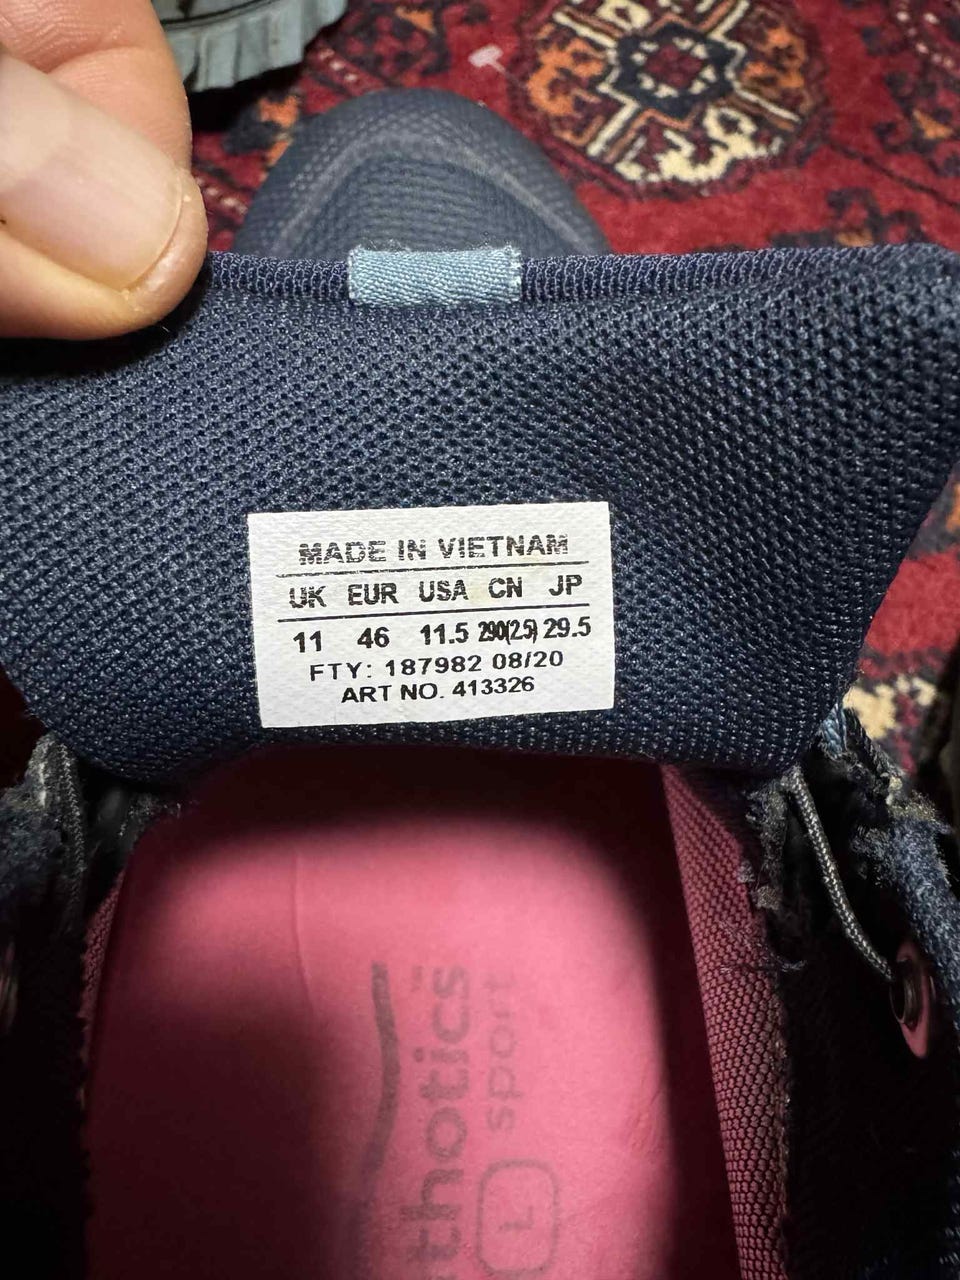 MADE IN VIETNAM
UK EUR USA CN JP
11 46 11.5 290(2.5) 29.5
FTY: 187982 08/20
ART NO. 413326
thotics™
sport
L